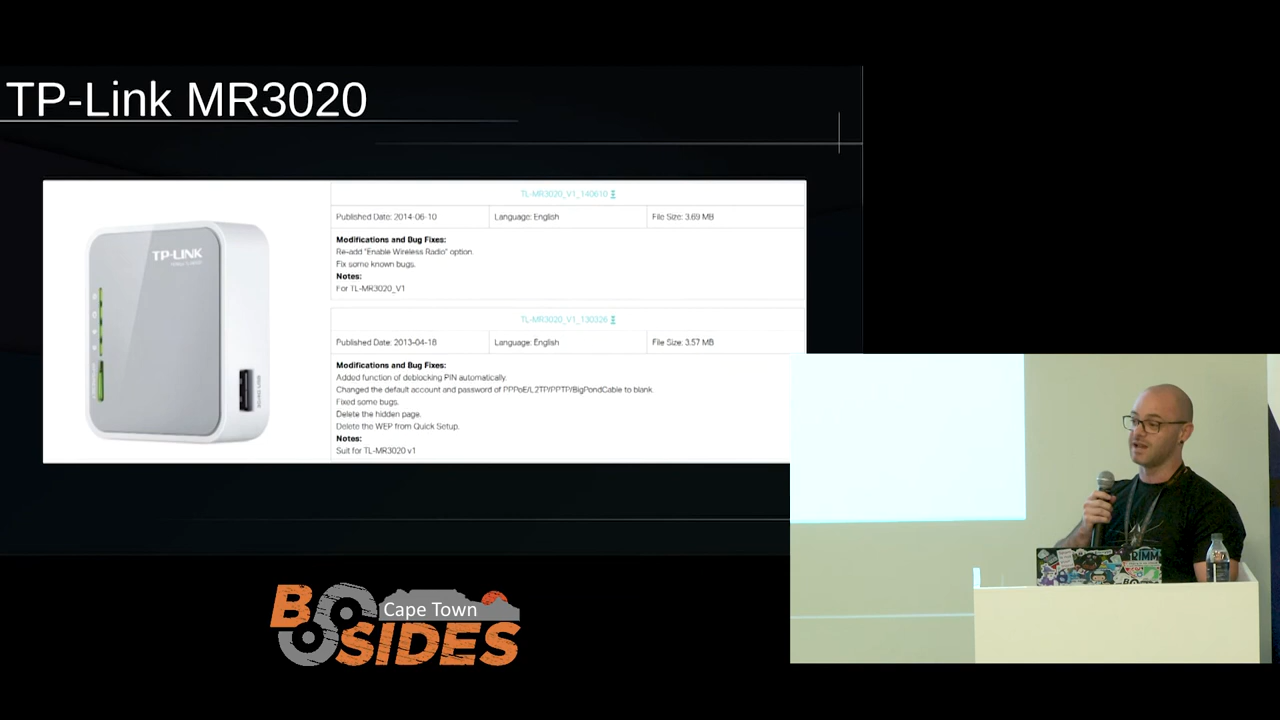 TP-Link MR3020
TP-LINK
TL-MR3020_V1_140610
Published Date: 2014-06-10 Language: English File Size: 3.69 MB
Modifications and Bug Fixes:
Re-add "Enable Wireless Radio" option.
Fix some known bugs.
Notes:
For TL-MR3020_V1
TL-MR3020_V1_130326
Published Date: 2013-04-18 Language: English File Size: 3.57 MB
Modifications and Bug Fixes:
Added function of deblocking PIN automatically.
Changed the default account and password of PPPoE/L2TP/PPTP/BigPondCable to blank.
Fixed some bugs.
Delete the hidden page.
Delete the WEP from Quick Setup.
Notes:
Suit for TL-MR3020 v1
BSIDES
Cape Town